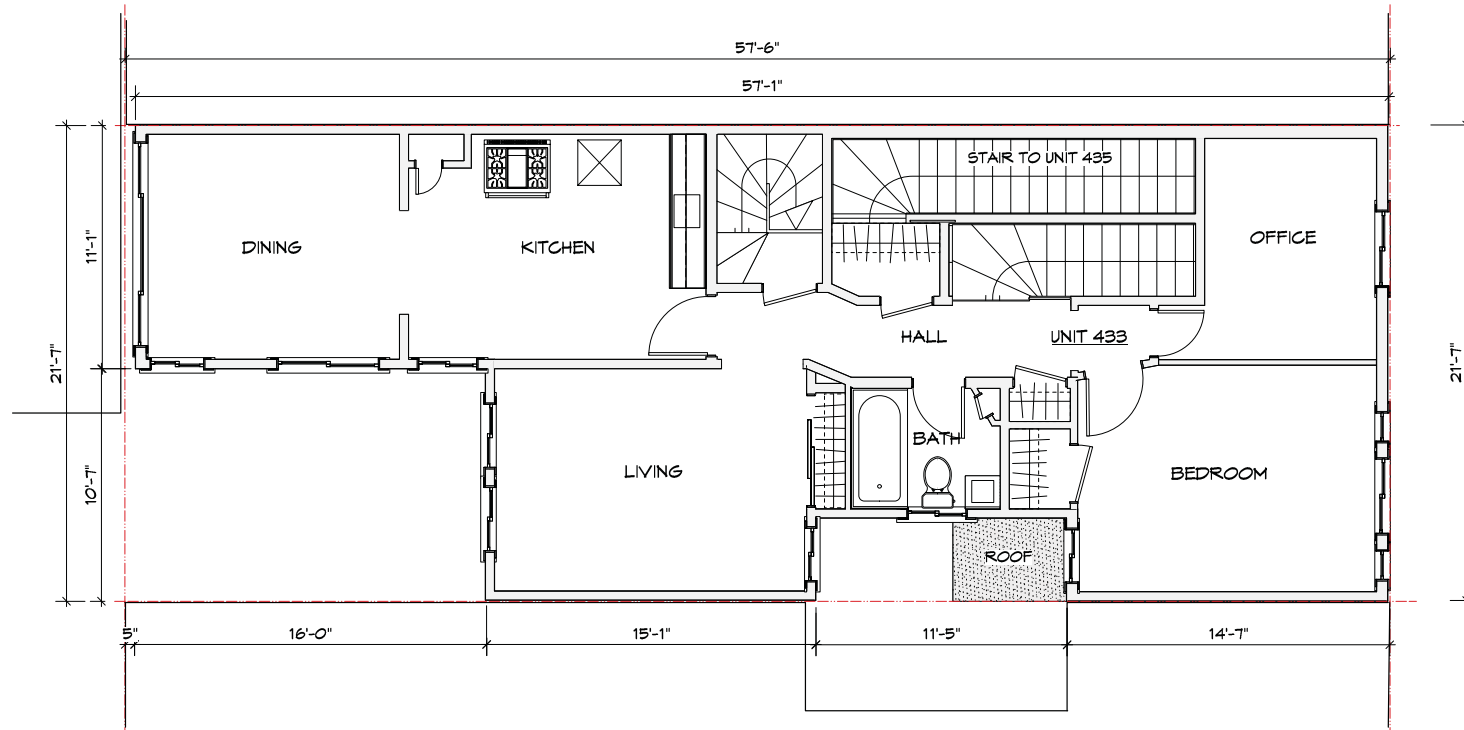 57'-6"
57'-1"
STAIR TO UNIT 435
11'-1"
DINING
KITCHEN
OFFICE
HALL
UNIT 433
21'-7"
21'-7"
BATH
LIVING
BEDROOM
10'-7"
ROOF
5"
16'-0"
15'-1"
11'-5"
14'-7"